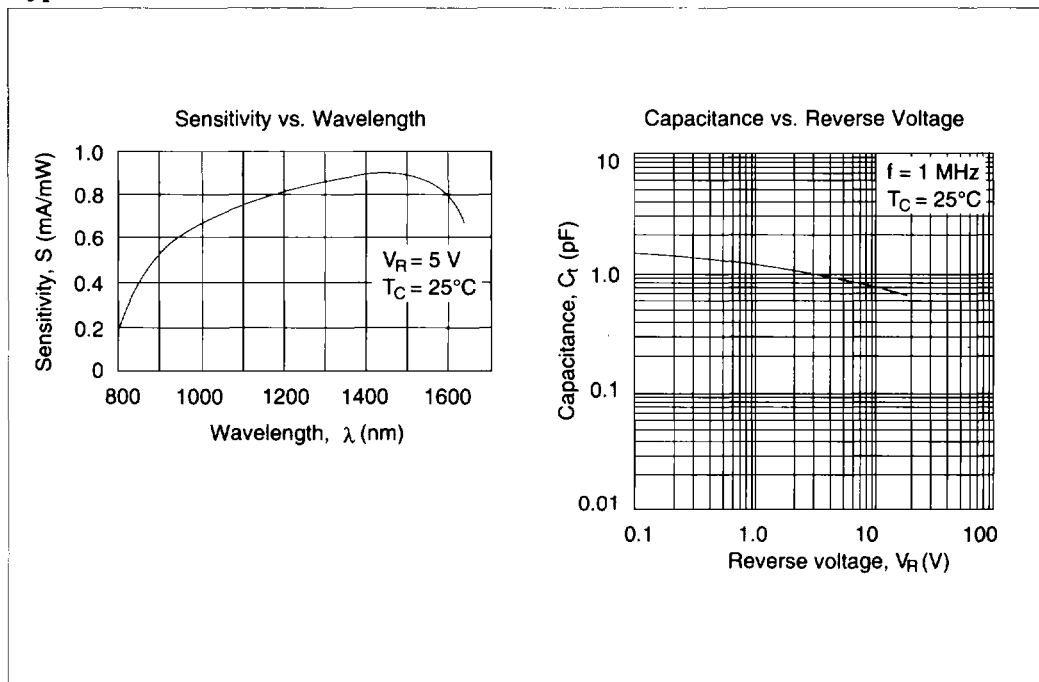 Sensitivity vs. Wavelength
Sensitivity, S (mA/mW)
1.0
0.8
0.6
0.4
0.2
0
V_R = 5 V
T_C = 25°C
800 1000 1200 1400 1600
Wavelength, λ (nm)
Capacitance vs. Reverse Voltage
Capacitance, C_t (pF)
10
1.0
0.1
0.01
f = 1 MHz
T_C = 25°C
0.1 1.0 10 100
Reverse voltage, V_R (V)